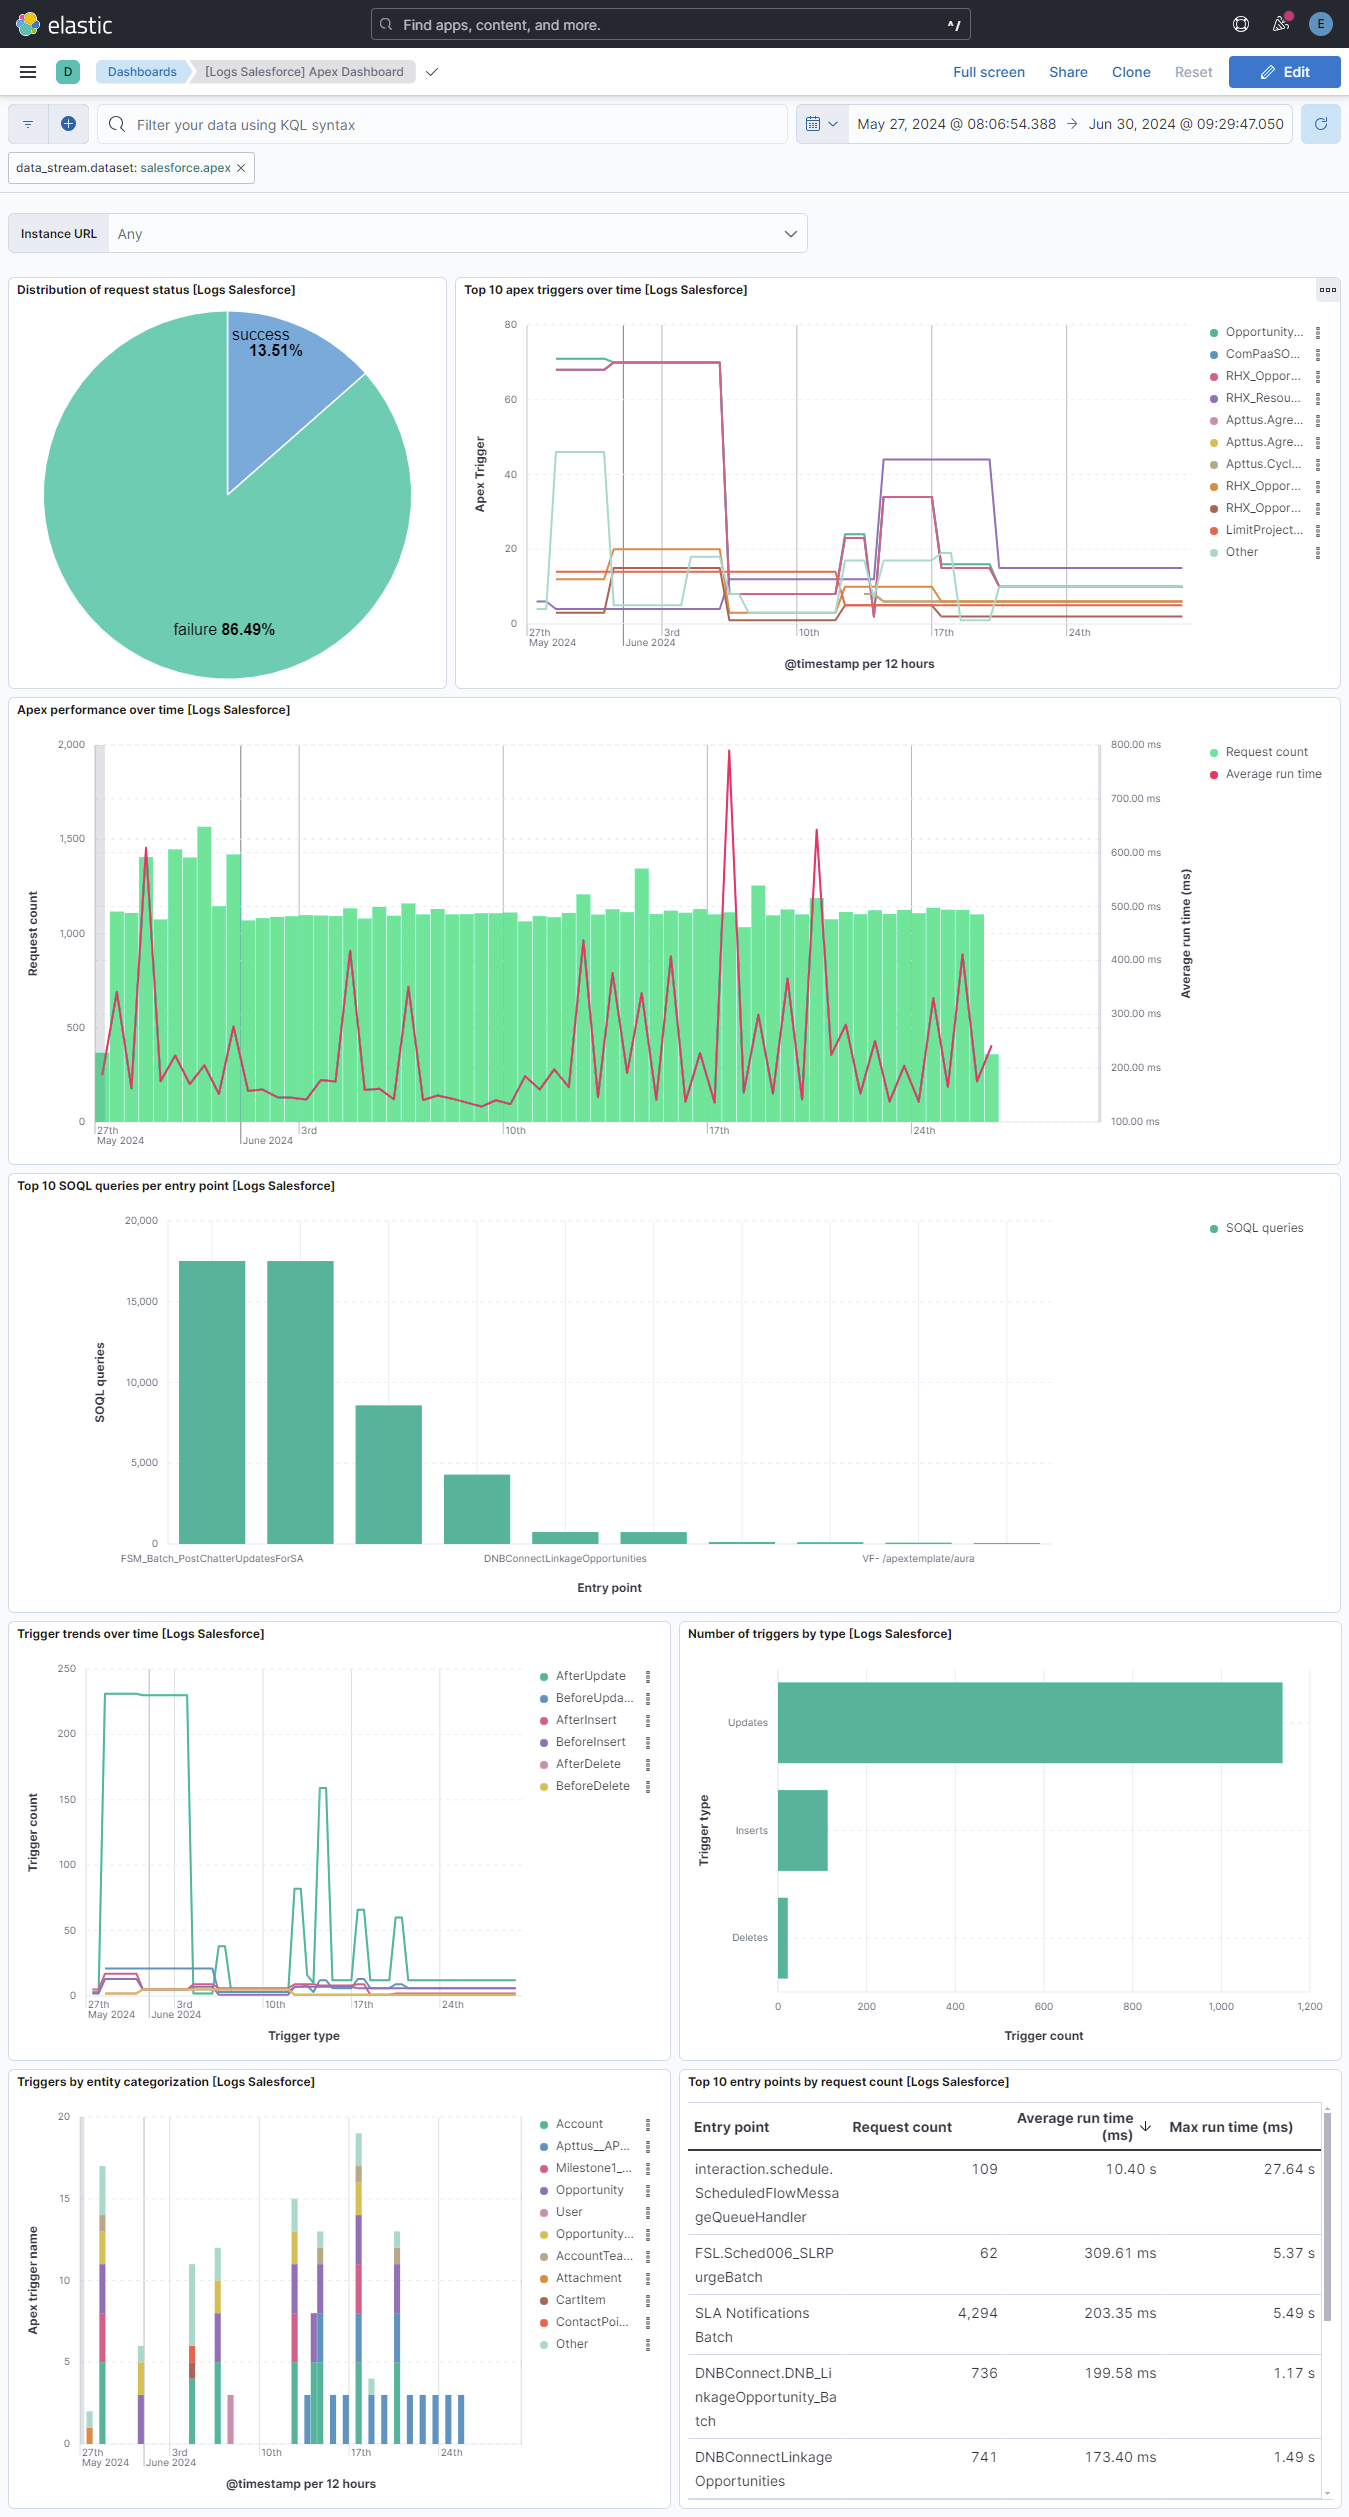 elastic
Find apps, content, and more.
^/
E
D
Dashboards
[Logs Salesforce] Apex Dashboard
Full screen
Share
Clone
Reset
Edit
Filter your data using KQL syntax
May 27, 2024 @ 08:06:54.388 → Jun 30, 2024 @ 09:29:47.050
data_stream.dataset: salesforce.apex ×
Instance URL
Any
Distribution of request status [Logs Salesforce]
success
13.51%
failure 86.49%
Top 10 apex triggers over time [Logs Salesforce]
80
60
40
20
0
Apex Trigger
27th
May 2024
June 2024
3rd
10th
17th
24th
@timestamp per 12 hours
Opportunity...
ComPaaSO...
RHX_Oppor...
RHX_Resou...
Apttus.Agre...
Apttus.Agre...
Apttus.Cycl...
RHX_Oppor...
RHX_Oppor...
LimitProject...
Other
Apex performance over time [Logs Salesforce]
2,000
1,500
1,000
500
0
Request count
27th
May 2024
June 2024
3rd
10th
17th
24th
800.00 ms
700.00 ms
600.00 ms
500.00 ms
400.00 ms
300.00 ms
200.00 ms
100.00 ms
Average run time (ms)
Request count
Average run time
Top 10 SOQL queries per entry point [Logs Salesforce]
20,000
15,000
10,000
5,000
0
SOQL queries
FSM_Batch_PostChatterUpdatesForSA
DNBConnectLinkageOpportunities
VF- /apextemplate/aura
Entry point
SOQL queries
Trigger trends over time [Logs Salesforce]
250
200
150
100
50
0
Trigger count
27th
May 2024
June 2024
3rd
10th
17th
24th
Trigger type
AfterUpdate
BeforeUpda...
AfterInsert
BeforeInsert
AfterDelete
BeforeDelete
Number of triggers by type [Logs Salesforce]
Trigger type
Updates
Inserts
Deletes
0
200
400
600
800
1,000
1,200
Trigger count
Triggers by entity categorization [Logs Salesforce]
20
15
10
5
0
Apex trigger name
27th
May 2024
June 2024
3rd
10th
17th
24th
@timestamp per 12 hours
Account
Apttus__AP...
Milestone1_...
Opportunity
User
Opportunity...
AccountTea...
Attachment
CartItem
ContactPoi...
Other
Top 10 entry points by request count [Logs Salesforce]
Entry point
Request count
Average run time
(ms) ↓
Max run time (ms)
interaction.schedule. 109 10.40 s 27.64 s
ScheduledFlowMessa
geQueueHandler
FSL.Sched006_SLRP 62 309.61 ms 5.37 s
urgeBatch
SLA Notifications 4,294 203.35 ms 5.49 s
Batch
DNBConnect.DNB_Li 736 199.58 ms 1.17 s
nkageOpportunity_Ba
tch
DNBConnectLinkage 741 173.40 ms 1.49 s
Opportunities